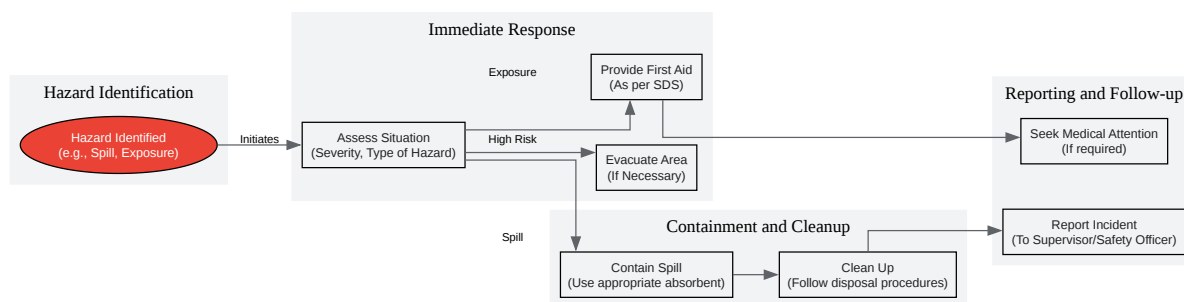 Hazard Identification
Hazard Identified
(e.g., Spill, Exposure)
Initiates
Immediate Response
Assess Situation
(Severity, Type of Hazard)
Exposure
Provide First Aid
(As per SDS)
High Risk
Evacuate Area
(If Necessary)
Spill
Containment and Cleanup
Contain Spill
(Use appropriate absorbent)
Clean Up
(Follow disposal procedures)
Reporting and Follow-up
Seek Medical Attention
(If required)
Report Incident
(To Supervisor/Safety Officer)